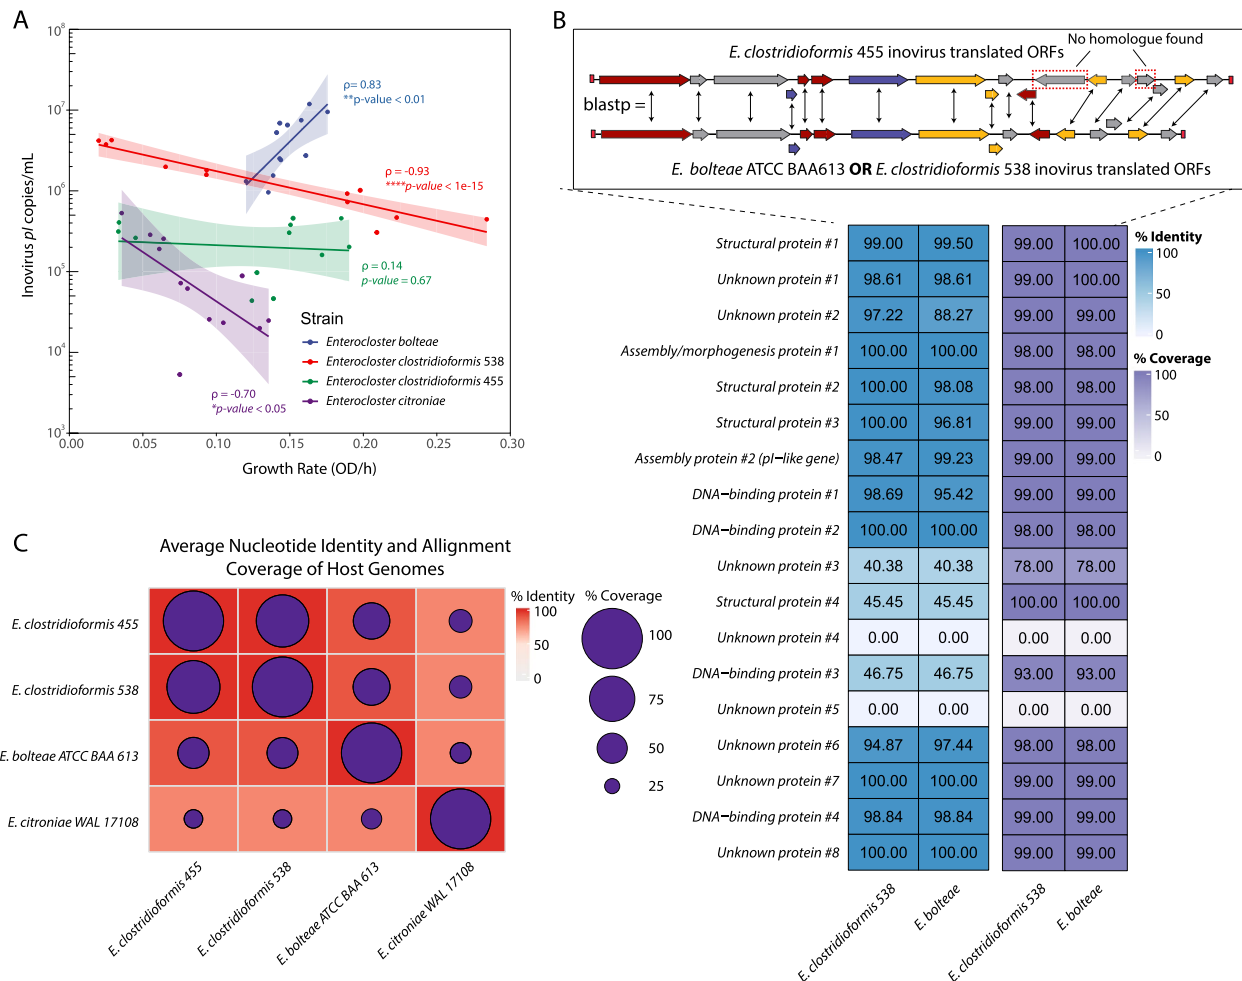 A
Inovirus pI copies/mL
10^8
10^7
10^6
10^5
10^4
10^3
0.00
0.05
0.10
0.15
0.20
0.25
0.30
Growth Rate (OD/h)
ρ= 0.83
**p-value < 0.01
ρ = -0.93
****p-value < 1e-15
ρ = 0.14
p-value = 0.67
ρ = -0.70
*p-value < 0.05
Strain
Enterocloster bolteae
Enterocloster clostridioformis 538
Enterocloster clostridioformis 455
Enterocloster citroniae
B
No homologue found
E. clostridioformis 455 inovirus translated ORFs
blastp =
E. bolteae ATCC BAA613 OR E. clostridioformis 538 inovirus translated ORFs
Structural protein #1 99.00 99.50 99.00 100.00
Unknown protein #1 98.61 98.61 99.00 100.00
Unknown protein #2 97.22 88.27 99.00 99.00
Assembly/morphogenesis protein #1 100.00 100.00 98.00 98.00
Structural protein #2 100.00 98.08 98.00 98.00
Structural protein #3 100.00 96.81 99.00 99.00
Assembly protein #2 (pI−like gene) 98.47 99.23 99.00 99.00
DNA−binding protein #1 98.69 95.42 99.00 99.00
DNA−binding protein #2 100.00 100.00 98.00 98.00
Unknown protein #3 40.38 40.38 78.00 78.00
Structural protein #4 45.45 45.45 100.00 100.00
Unknown protein #4 0.00 0.00 0.00 0.00
DNA−binding protein #3 46.75 46.75 93.00 93.00
Unknown protein #5 0.00 0.00 0.00 0.00
Unknown protein #6 94.87 97.44 98.00 98.00
Unknown protein #7 100.00 100.00 99.00 99.00
DNA−binding protein #4 98.84 98.84 99.00 99.00
Unknown protein #8 100.00 100.00 99.00 99.00
E. clostridioformis 538
E. bolteae
E. clostridioformis 538
E. bolteae
% Identity
100
50
0
% Coverage
100
50
0
C
Average Nucleotide Identity and Allignment
Coverage of Host Genomes
E. clostridioformis 455
E. clostridioformis 538
E. bolteae ATCC BAA 613
E. citroniae WAL 17108
E. clostridioformis 455
E. clostridioformis 538
E. bolteae ATCC BAA 613
E. citroniae WAL 17108
% Identity
100
50
0
% Coverage
100
75
50
25